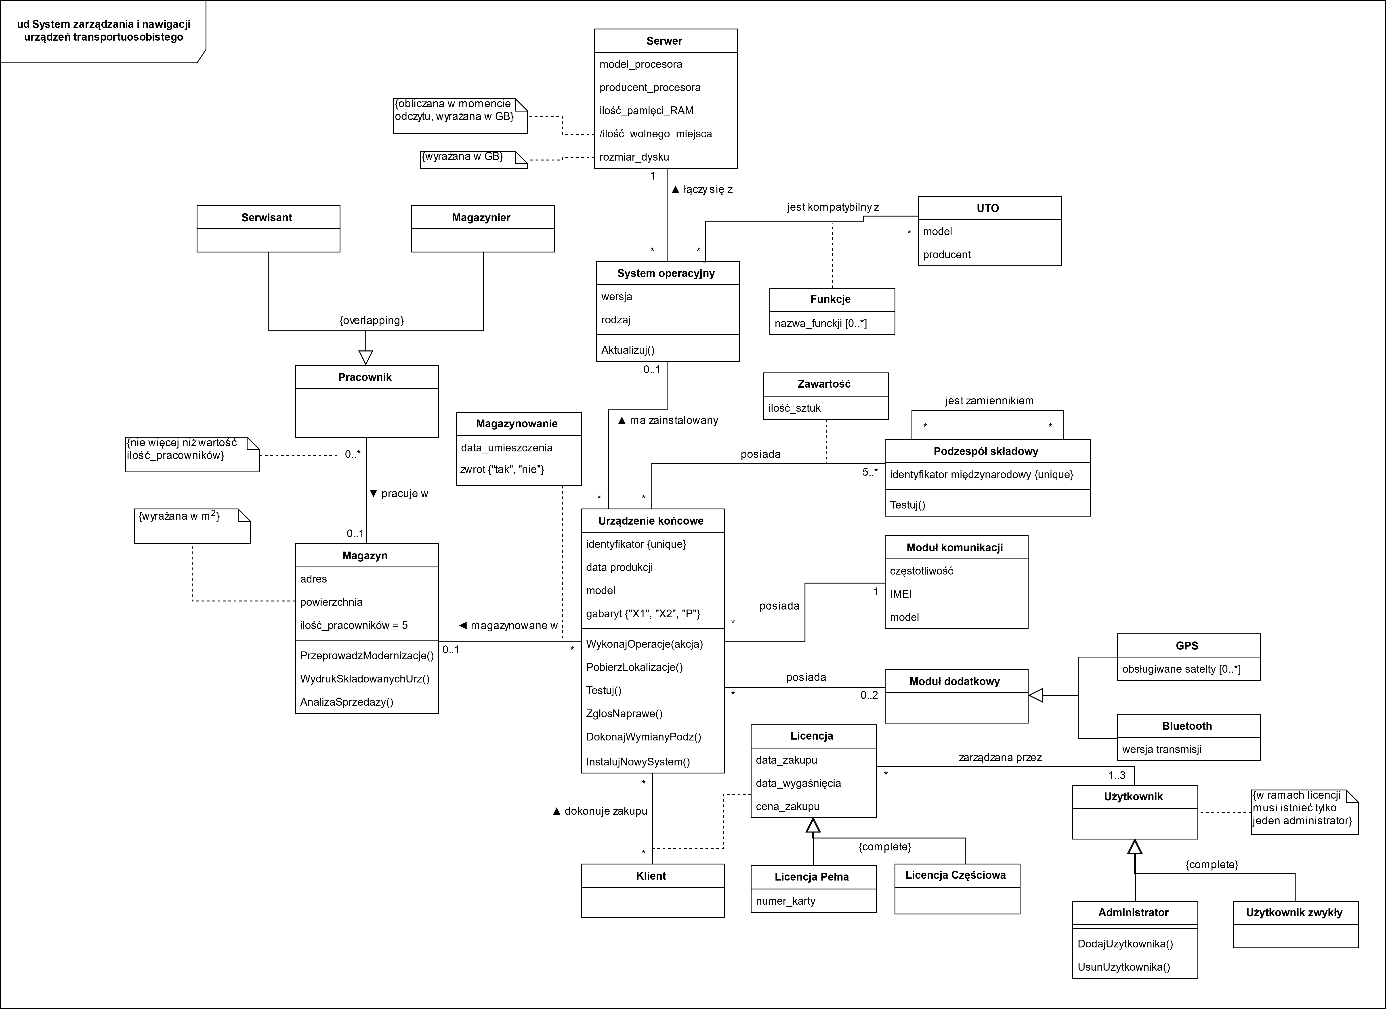 ud System zarządzania i nawigacji
urządzeń transportuosobistego
Serwer
model_procesora
producent_procesora
ilość_pamięci_RAM
/ilość_wolnego_miejsca
rozmiar_dysku
{obliczana w momencie
odczytu, wyrażana w GB}
{wyrażana w GB}
1
▲ łączy się z
*
Serwisant
Magazynier
{overlapping}
jest kompatybilny z
*
*
UTO
model
producent
Funkcje
nazwa_funckji [0..*]
System operacyjny
wersja
rodzaj
Aktualizuj()
0..1
▲ ma zainstalowany
*
Pracownik
{nie więcej niż wartość
ilość_pracowników}
0..*
▼ pracuje w
0..1
{wyrażana w m²}
Magazynowanie
data_umieszczenia
zwrot {"tak", "nie"}
Zawartość
ilość_sztuk
jest zamiennikiem
*
*
posiada
5..*
*
Podzespół składowy
identyfikator międzynarodowy {unique}
Testuj()
Magazyn
adres
powierzchnia
ilość_pracowników = 5
PrzeprowadzModernizacje()
WydrukSkladowanychUrz()
AnalizaSprzedazy()
◄ magazynowane w
0..1
*
Urządzenie końcowe
identyfikator {unique}
data produkcji
model
gabaryt {"X1", "X2", "P"}
WykonajOperacje(akcja)
PobierzLokalizacje()
Testuj()
ZglosNaprawe()
DokonajWymianyPodz()
InstalujNowySystem()
Moduł komunikacji
częstotliwość
IMEI
model
posiada
1
*
posiada
*
0..2
Moduł dodatkowy
GPS
obsługiwane satelty [0..*]
Bluetooth
wersja transmisji
Licencja
data_zakupu
data_wygaśnięcia
cena_zakupu
zarządzana przez
*
1..3
*
▲ dokonuje zakupu
*
Klient
{complete}
Licencja Pełna
numer_karty
Licencja Częściowa
Użytkownik
{w ramach licencji
musi istnieć tylko
jeden administrator}
{complete}
Administrator
DodajUzytkownika()
UsunUzytkownika()
Użytkownik zwykły